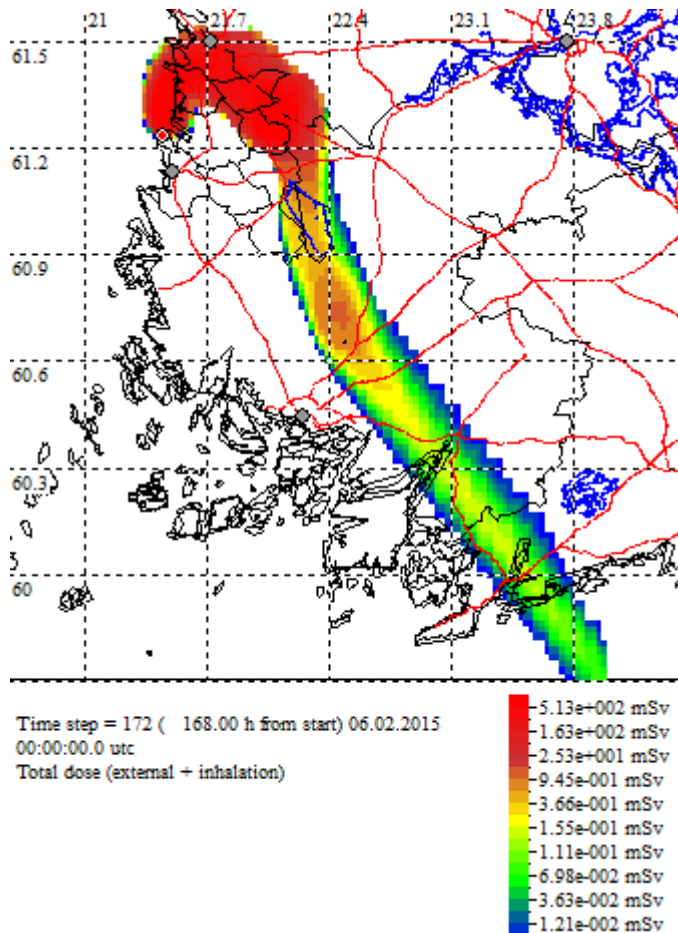 21 21.7 22.4 23.1 23.8
61.5
61.2
60.9
60.6
60.3
60
Time step = 172 ( 168.00 h from start) 06.02.2015
00:00:00.0 utc
Total dose (external + inhalation)
5.13e+002 mSv
1.63e+002 mSv
2.53e+001 mSv
9.45e-001 mSv
3.66e-001 mSv
1.55e-001 mSv
1.11e-001 mSv
6.98e-002 mSv
3.63e-002 mSv
1.21e-002 mSv